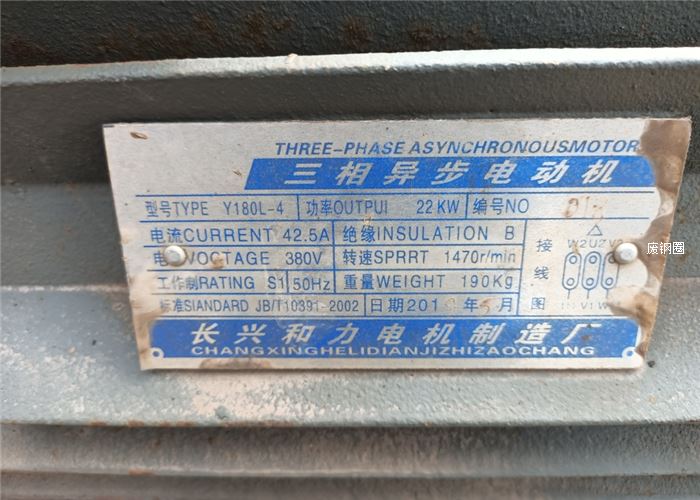 THREE-PHASE ASYNCHRONOUSMOTOR
三相异步电动机
型号TYPE Y180L-4 功率OUTPUI 22KW 编号NO
电流CURRENT 42.5A 绝缘INSULATION B
电 VOCTAGE 380V 转速SPRRT 1470r/min
工作制RATING S1 50Hz 重量WEIGHT 190Kg
标准SIANDARD JB/T10391-2002 日期 月
接线图
W2U2V2
长兴和力电机制造厂
CHANGXINGHELIDIANJIZHIZAOCHANG
废钢圈